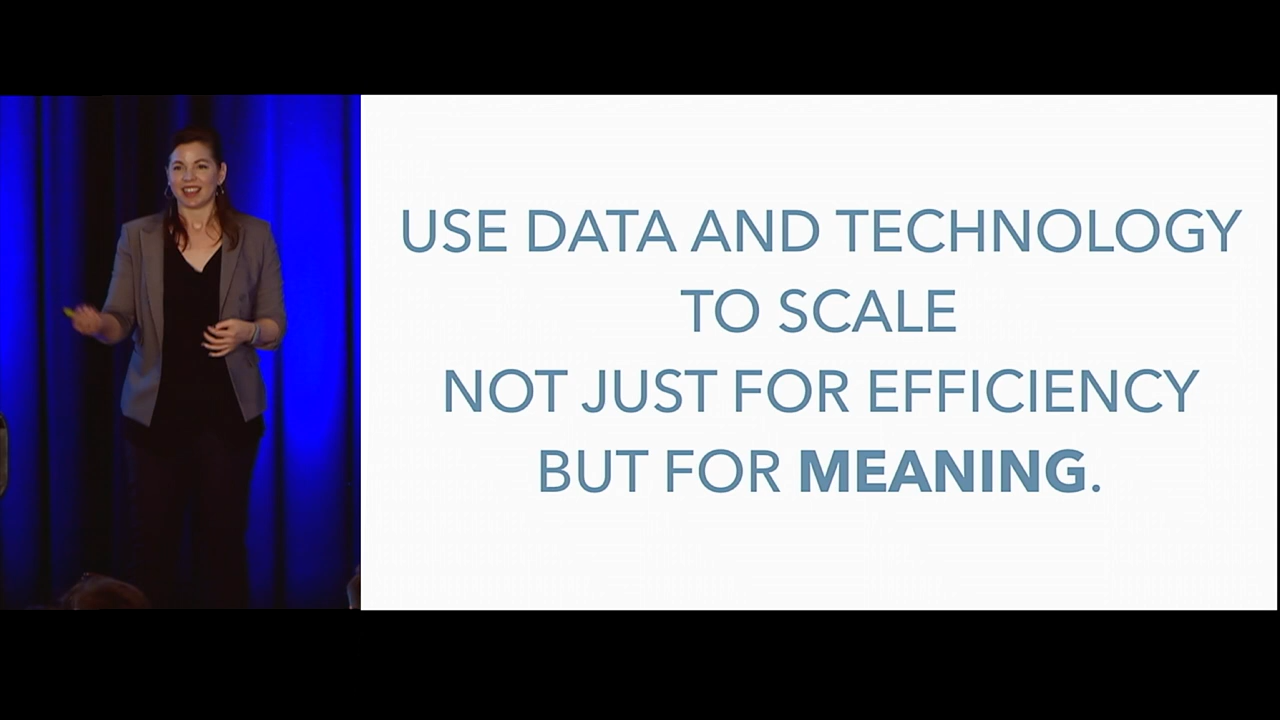 USE DATA AND TECHNOLOGY
TO SCALE
NOT JUST FOR EFFICIENCY
BUT FOR MEANING.